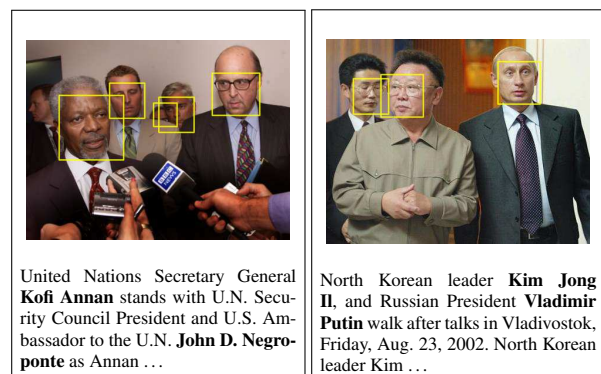 United Nations Secretary General
Kofi Annan stands with U.N. Secu-
rity Council President and U.S. Am-
bassador to the U.N. John D. Negro-
ponte as Annan ...
North Korean leader Kim Jong
Il, and Russian President Vladimir
Putin walk after talks in Vladivostok,
Friday, Aug. 23, 2002. North Korean
leader Kim ...